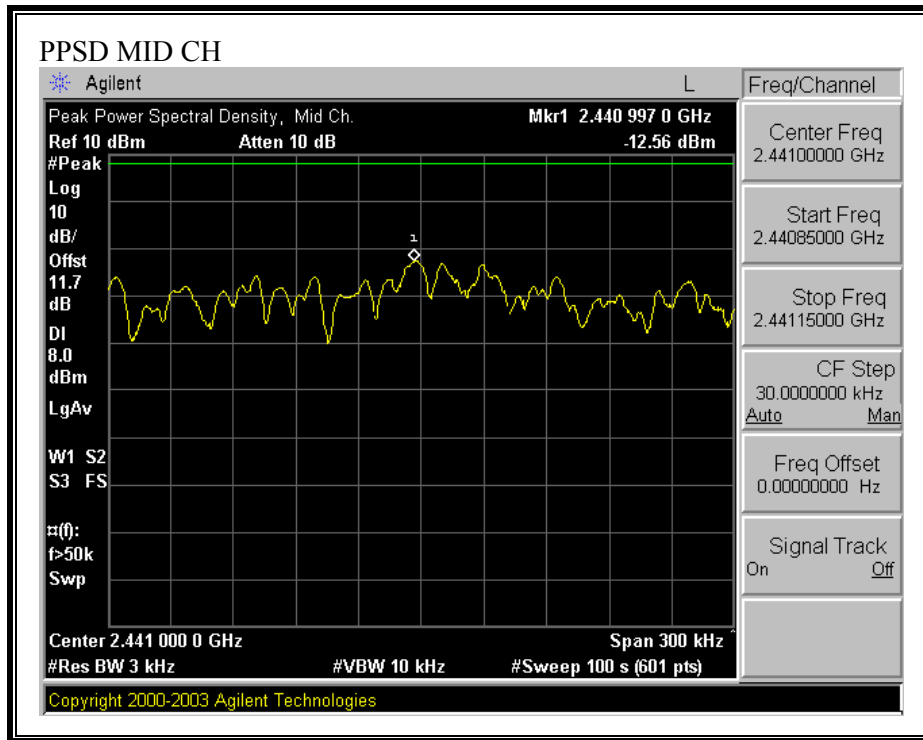 PPSD MID CH
Agilent L Freq/Channel
Peak Power Spectral Density, Mid Ch. Mkr1 2.440 997 0 GHz
Ref 10 dBm Atten 10 dB -12.56 dBm
#Peak
Log
10
dB/
Offst
11.7
dB
DI
8.0
dBm
LgAv
W1 S2
S3 FS
¤(f):
f>50k
Swp
1
Center 2.441 000 0 GHz Span 300 kHz ^
#Res BW 3 kHz #VBW 10 kHz #Sweep 100 s (601 pts)
Copyright 2000-2003 Agilent Technologies
Center Freq
2.44100000 GHz
Start Freq
2.44085000 GHz
Stop Freq
2.44115000 GHz
CF Step
30.0000000 kHz
Auto Man
Freq Offset
0.00000000 Hz
Signal Track
On Off